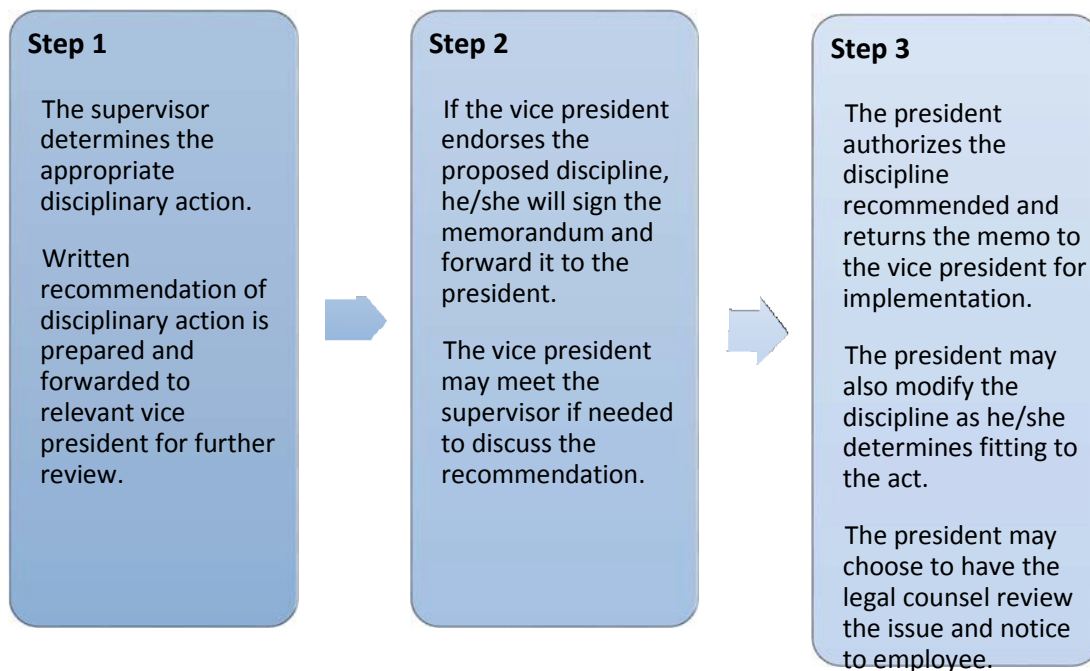 Step 1
The supervisor
determines the
appropriate
disciplinary action.
Written
recommendation of
disciplinary action is
prepared and
forwarded to
relevant vice
president for further
review.
Step 2
If the vice president
endorses the
proposed discipline,
he/she will sign the
memorandum and
forward it to the
president.
The vice president
may meet the
supervisor if needed
to discuss the
recommendation.
Step 3
The president
authorizes the
discipline
recommended and
returns the memo to
the vice president for
implementation.
The president may
also modify the
discipline as he/she
determines fitting to
the act.
The president may
choose to have the
legal counsel review
the issue and notice
to employee.